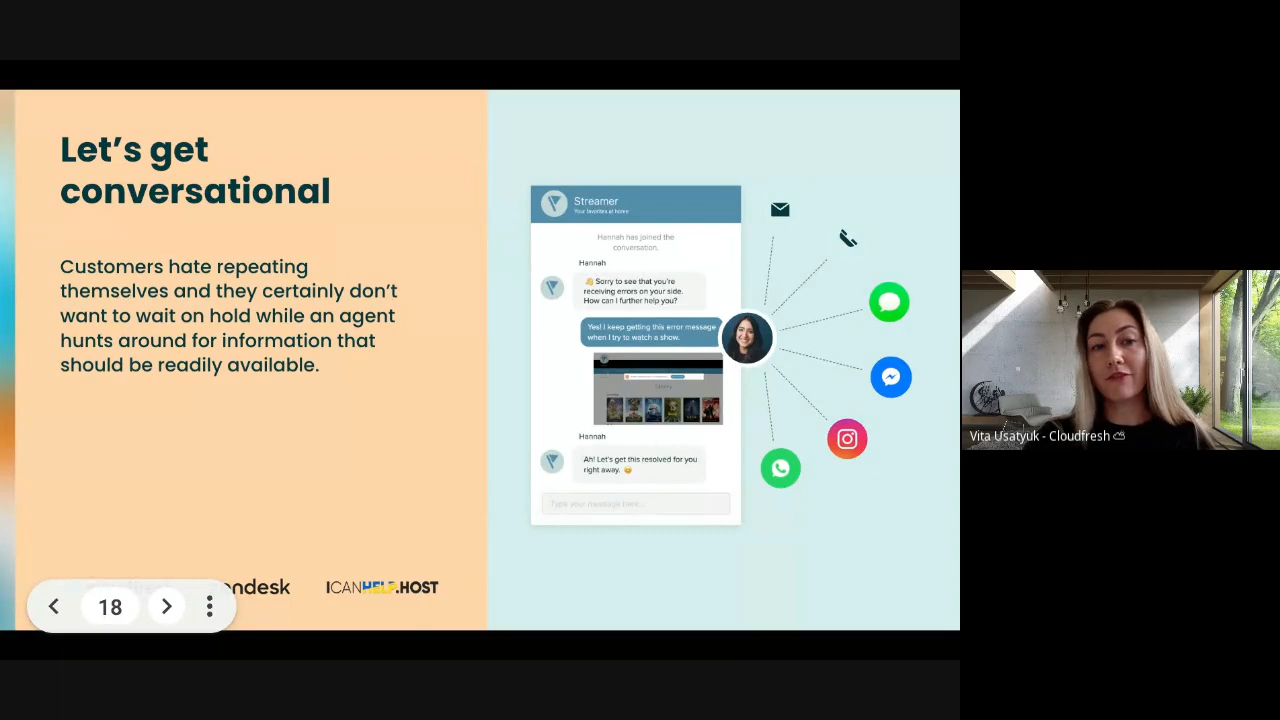 Let's get
conversational
Customers hate repeating
themselves and they certainly don't
want to wait on hold while an agent
hunts around for information that
should be readily available.
Streamer
Your favorites at home
Hannah has joined the
conversation.
Hannah
👋 Sorry to see that you're
receiving errors on your side.
How can I further help you?
Yes! I keep getting this error message
when I try to watch a show.
Hannah
Ah! Let's get this resolved for you
right away. 😄
Type your message here...
ndesk
ICANHELP.HOST
18
Vita Usatyuk - Cloudfresh ⛅